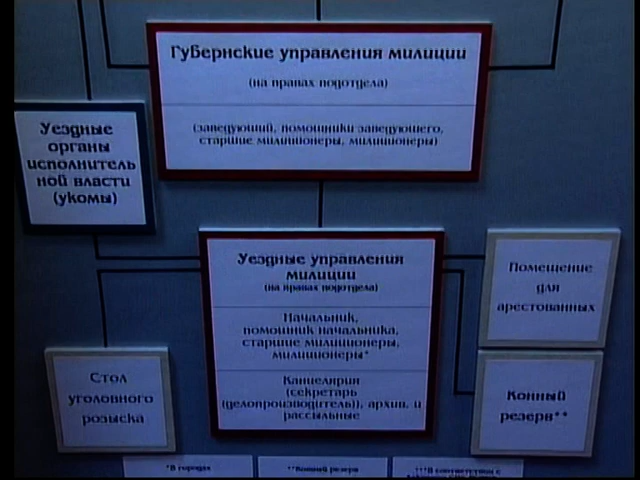 Губернские управления милиции
(на правах подотдела)
(заведующий, помощники заведующего,
старшие милиционеры, милиционеры)
Уездные
органы
исполнитель
ной власти
(укомы)
Уездные управления
милиции
(на правах подотдела)
Начальник,
помощник начальника,
старшие милиционеры,
милиционеры*
Канцелярия
(секретарь
(делопроизводитель)), архив. и
рассыльные
Помещение
для
арестованных
Стол
уголовного
розыска
Конный
резерв**
*В городах
**Конный резерв
***В соответствии с